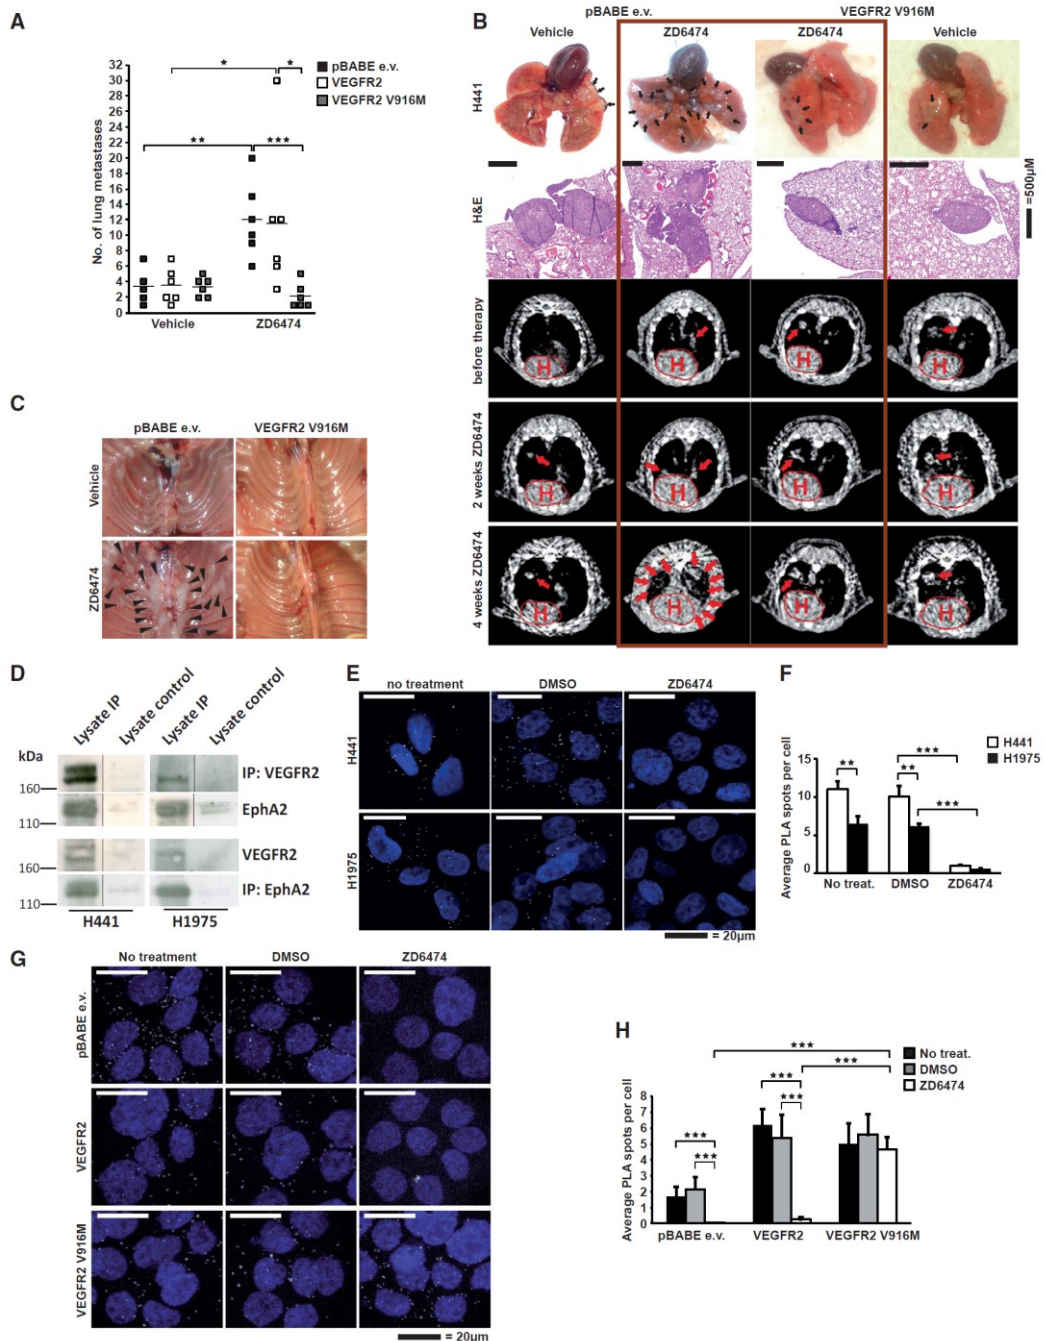 A
32
30
28
26
24
22
20
18
16
14
12
10
8
6
4
2
0
No. of lung metastases
pBABE e.v.
VEGFR2
VEGFR2 V916M
*
*
**
***
Vehicle
ZD6474
B
pBABE e.v.
VEGFR2 V916M
Vehicle
ZD6474
ZD6474
Vehicle
H441
H&E
=500μM
before therapy
H
H
H
H
2 weeks ZD6474
H
H
H
H
4 weeks ZD6474
H
H
H
H
C
pBABE e.v.
VEGFR2 V916M
Vehicle
ZD6474
D
Lysate IP
Lysate control
Lysate IP
Lysate control
kDa
160
IP: VEGFR2
110
EphA2
160
VEGFR2
110
IP: EphA2
H441
H1975
E
no treatment
DMSO
ZD6474
H441
H1975
= 20μm
F
H441
H1975
Average PLA spots per cell
15
10
5
0
**
***
**
***
No treat.
DMSO
ZD6474
G
No treatment
DMSO
ZD6474
pBABE e.v.
VEGFR2
VEGFR2 V916M
= 20μm
H
No treat.
DMSO
ZD6474
Average PLA spots per cell
8
7
6
5
4
3
2
1
0
***
***
***
***
***
***
pBABE e.v.
VEGFR2
VEGFR2 V916M